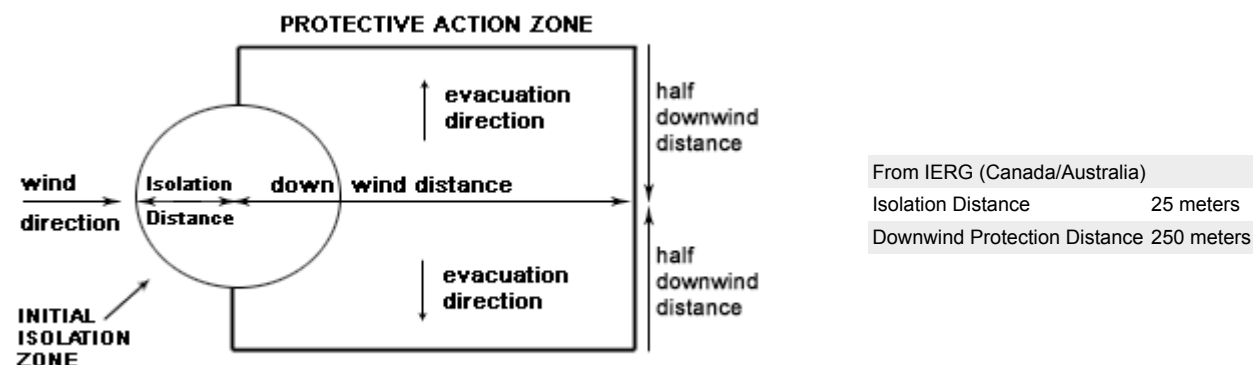 PROTECTIVE ACTION ZONE
evacuation
direction
half
downwind
distance
wind
direction
Isolation
Distance
down wind distance
evacuation
direction
half
downwind
distance
INITIAL
ISOLATION
ZONE
From IERG (Canada/Australia)
Isolation Distance 25 meters
Downwind Protection Distance 250 meters